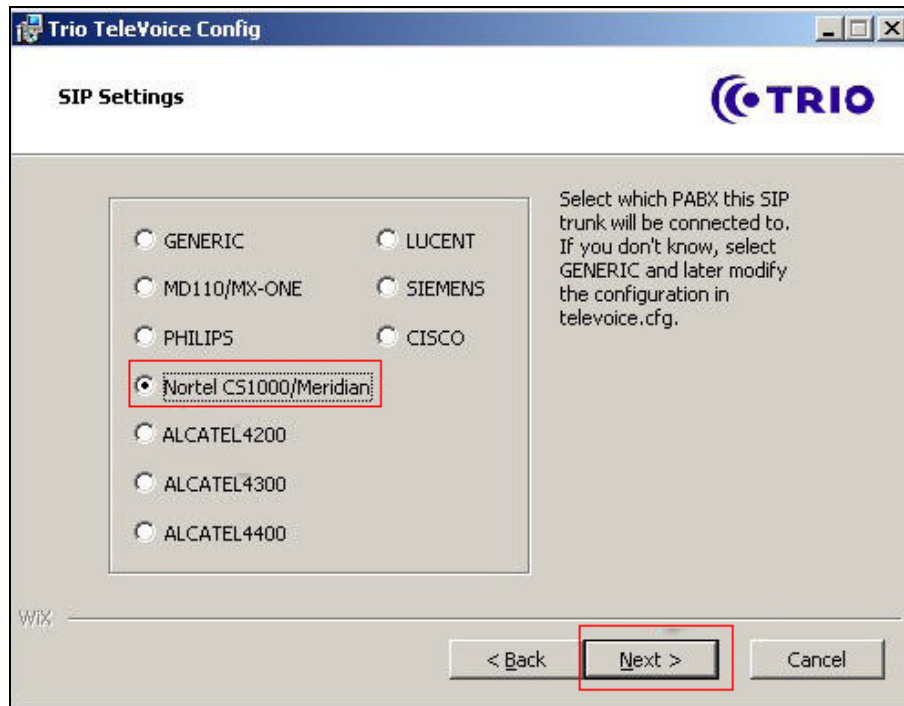 Trio TeleVoice Config
SIP Settings
TRIO
GENERIC
MD110/MX-ONE
PHILIPS
Nortel CS1000/Meridian
ALCATEL4200
ALCATEL4300
ALCATEL4400
LUCENT
SIEMENS
CISCO
Select which PABX this SIP
trunk will be connected to.
If you don't know, select
GENERIC and later modify
the configuration in
televoice.cfg.
WiX
< Back
Next >
Cancel